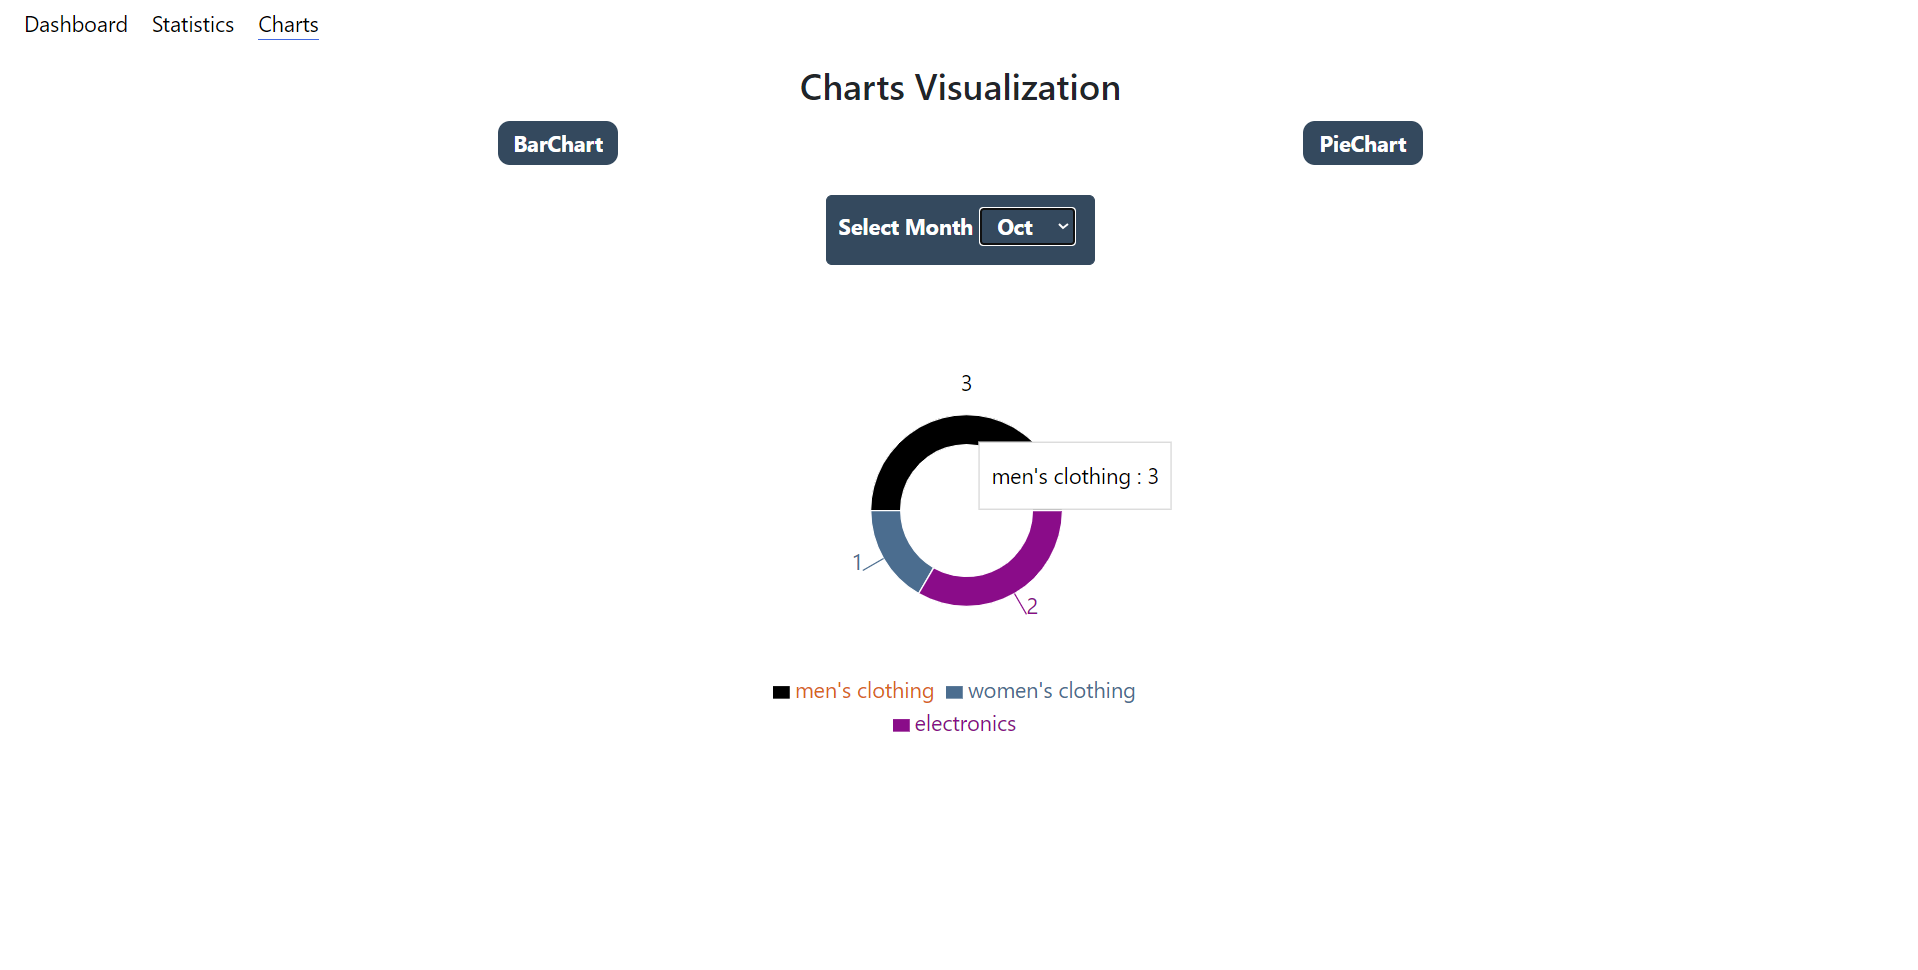 Dashboard Statistics Charts
Charts Visualization
BarChart PieChart
Select Month Oct
3
men's clothing : 3
1
2
men's clothing women's clothing
electronics